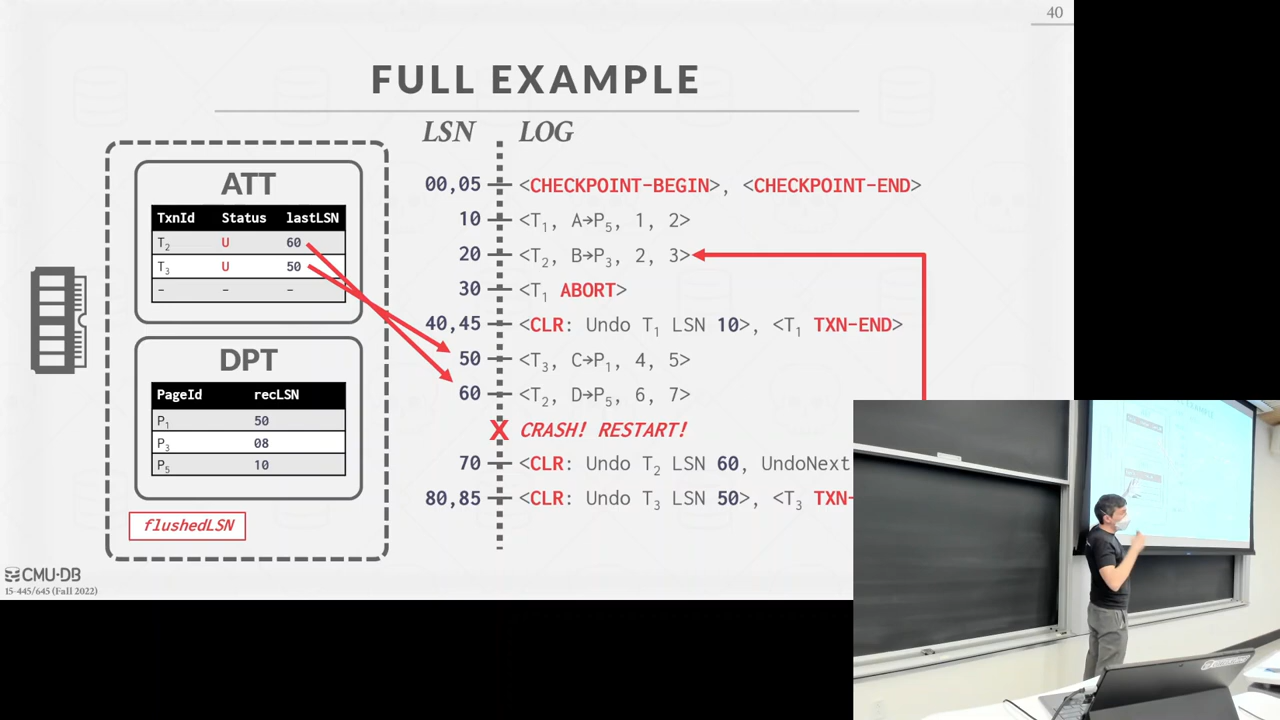 40
FULL EXAMPLE
LSN LOG
ATT
TxnId Status lastLSN
T2 U 60
T3 U 50
- - -
DPT
PageId recLSN
P1 50
P3 08
P5 10
flushedLSN
00,05 <CHECKPOINT-BEGIN>, <CHECKPOINT-END>
10 <T1, A→P5, 1, 2>
20 <T2, B→P3, 2, 3>
30 <T1 ABORT>
40,45 <CLR: Undo T1 LSN 10>, <T1 TXN-END>
50 <T3, C→P1, 4, 5>
60 <T2, D→P5, 6, 7>
X CRASH! RESTART!
70 <CLR: Undo T2 LSN 60, UndoNext
80,85 <CLR: Undo T3 LSN 50>, <T3 TXN-
CMU·DB
15-445/645 (Fall 2022)